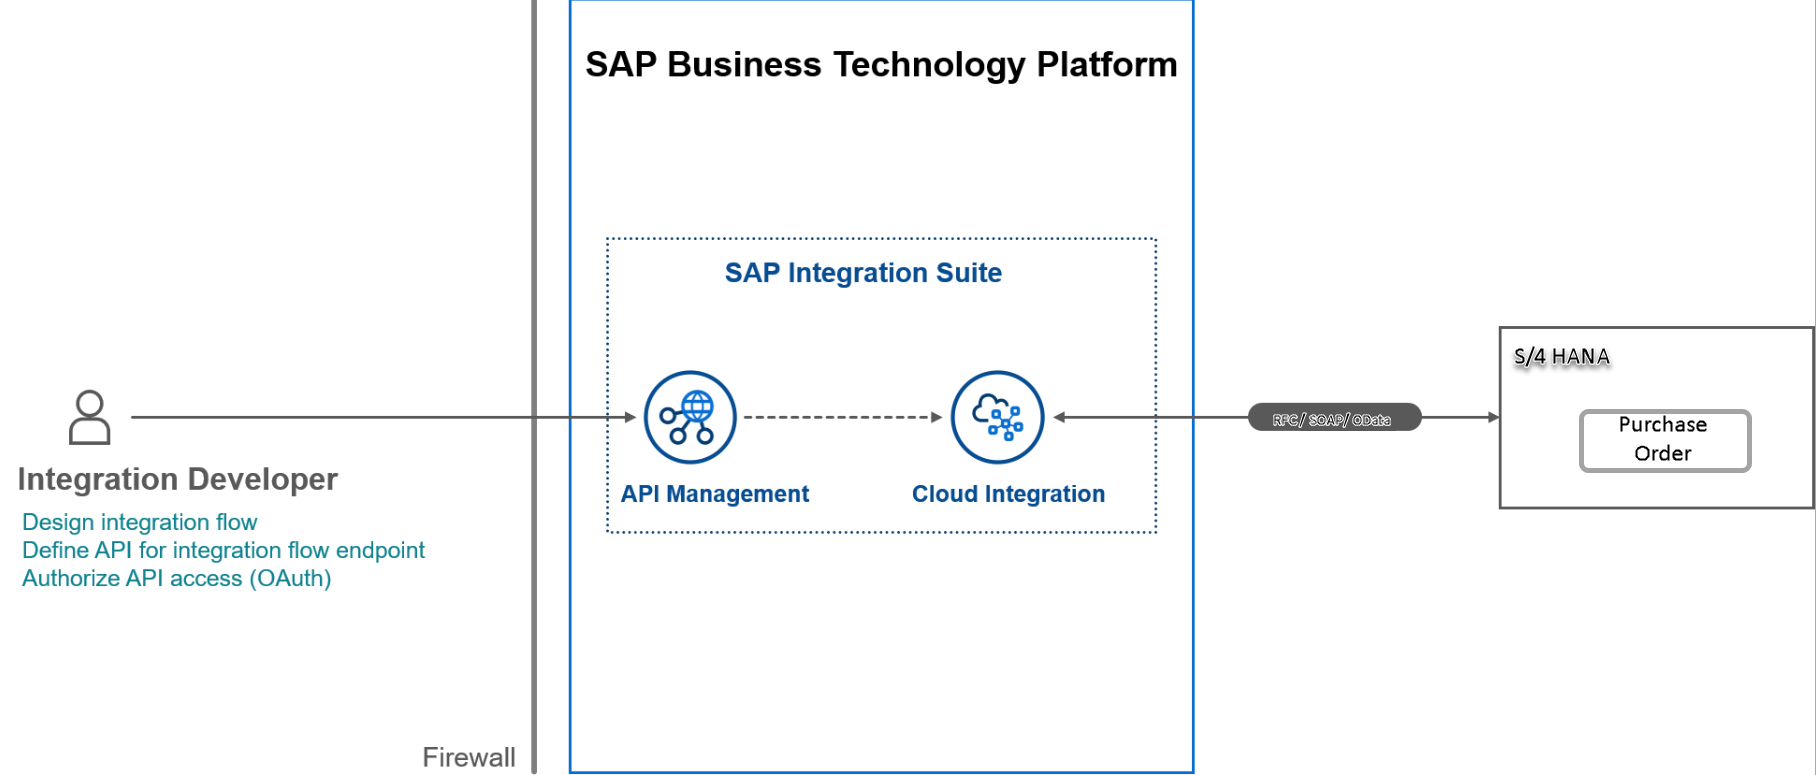 SAP Business Technology Platform
SAP Integration Suite
S/4 HANA
Purchase
Order
RFC / SOAP/ OData
Integration Developer
API Management
Cloud Integration
Design integration flow
Define API for integration flow endpoint
Authorize API access (OAuth)
Firewall